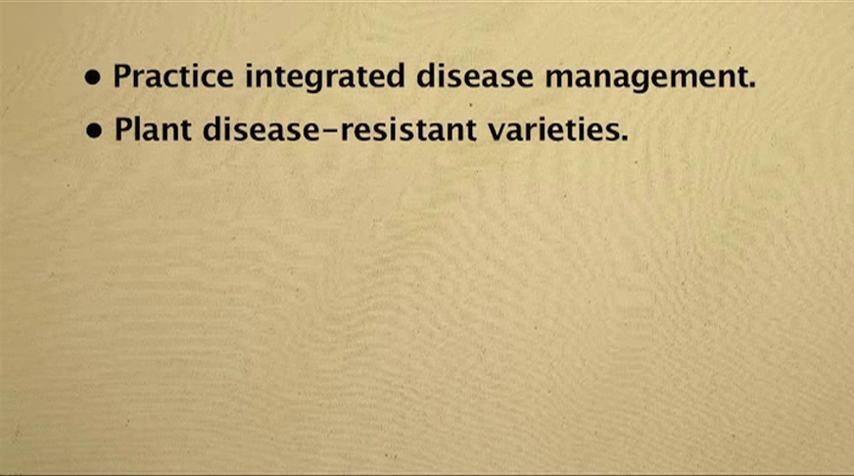 • Practice integrated disease management.
• Plant disease-resistant varieties.